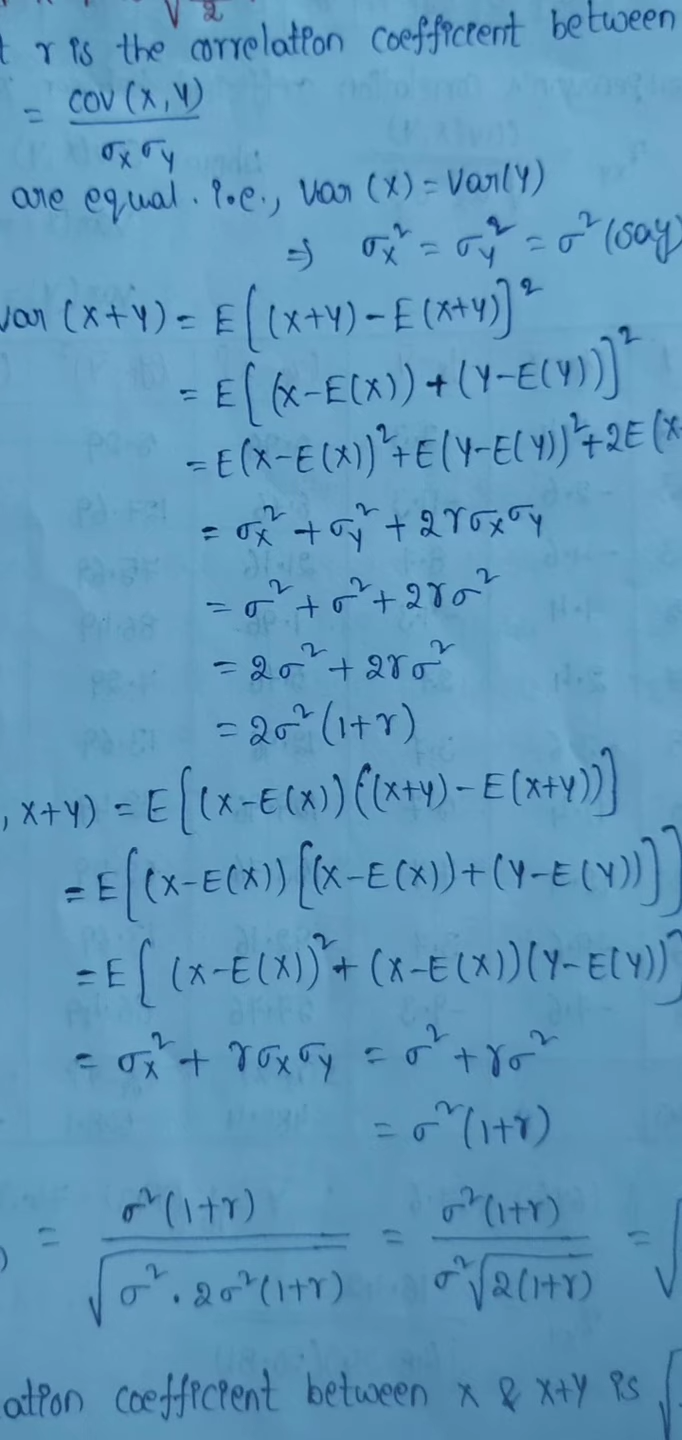 √ 2
t r is the correlation coefficient between
= cov(x,y) / σx σy
are equal. i.e., Var(x) = Var(y)
⇒ σx² = σy² = σ² (say
Var (x+y) = E[(x+y) - E(x+y)]²
= E[(x-E(x)) + (y-E(y))]²
= E(x-E(x))² + E(y-E(y))² + 2E(x-
= σx² + σy² + 2rσxσy
= σ² + σ² + 2rσ²
= 2σ² + 2rσ²
= 2σ²(1+r)
, x+y) = E[(x-E(x))((x+y) - E(x+y))]
= E[(x-E(x))[(x-E(x)) + (y-E(y))]]
= E[(x-E(x))² + (x-E(x))(y-E(y))]
= σx² + rσxσy = σ² + rσ²
= σ²(1+r)
) = σ²(1+r) / √σ².2σ²(1+r) = σ²(1+r) / σ²√2(1+r) = √
ation coefficient between x & x+y is √